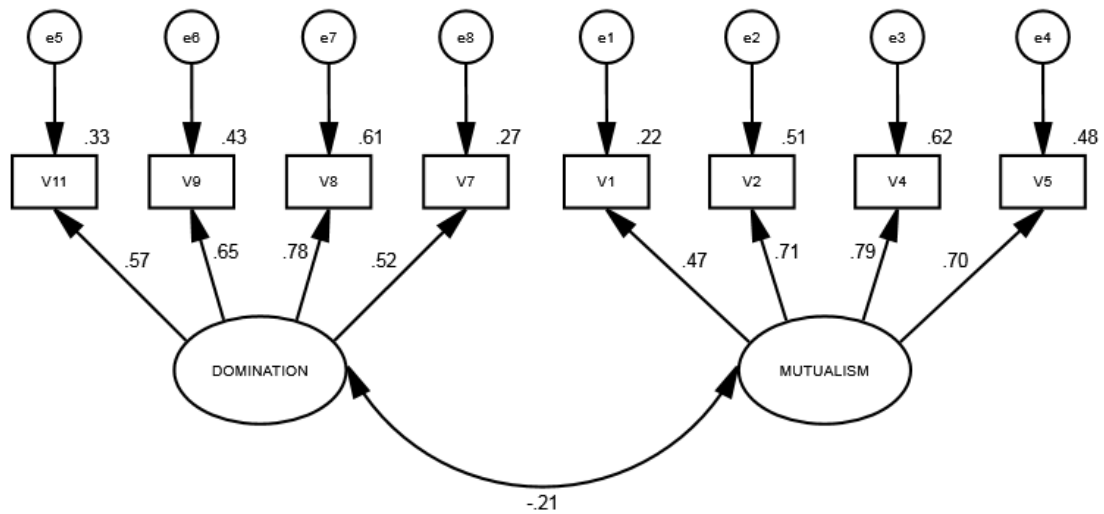 e5 e6 e7 e8 e1 e2 e3 e4
.33 .43 .61 .27 .22 .51 .62 .48
V11 V9 V8 V7 V1 V2 V4 V5
.57 .65 .78 .52 .47 .71 .79 .70
DOMINATION MUTUALISM
-.21